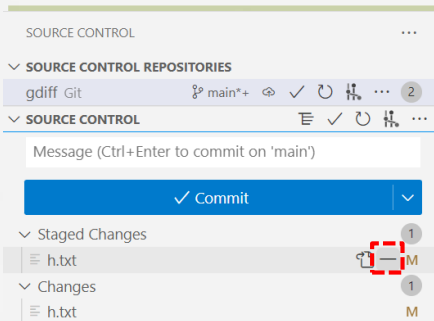 SOURCE CONTROL
SOURCE CONTROL REPOSITORIES
gdiff Git main*+ 2
SOURCE CONTROL
Message (Ctrl+Enter to commit on 'main')
Commit
Staged Changes 1
h.txt M
Changes 1
h.txt M